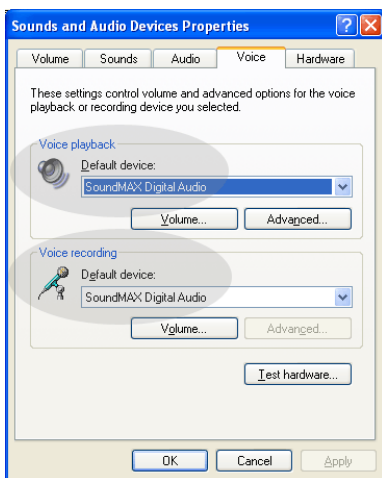 Sounds and Audio Devices Properties
Volume Sounds Audio Voice Hardware
These settings control volume and advanced options for the voice
playback or recording device you selected.
Voice playback
Default device:
SoundMAX Digital Audio
Volume... Advanced...
Voice recording
Default device:
SoundMAX Digital Audio
Volume... Advanced...
Test hardware...
OK Cancel Apply